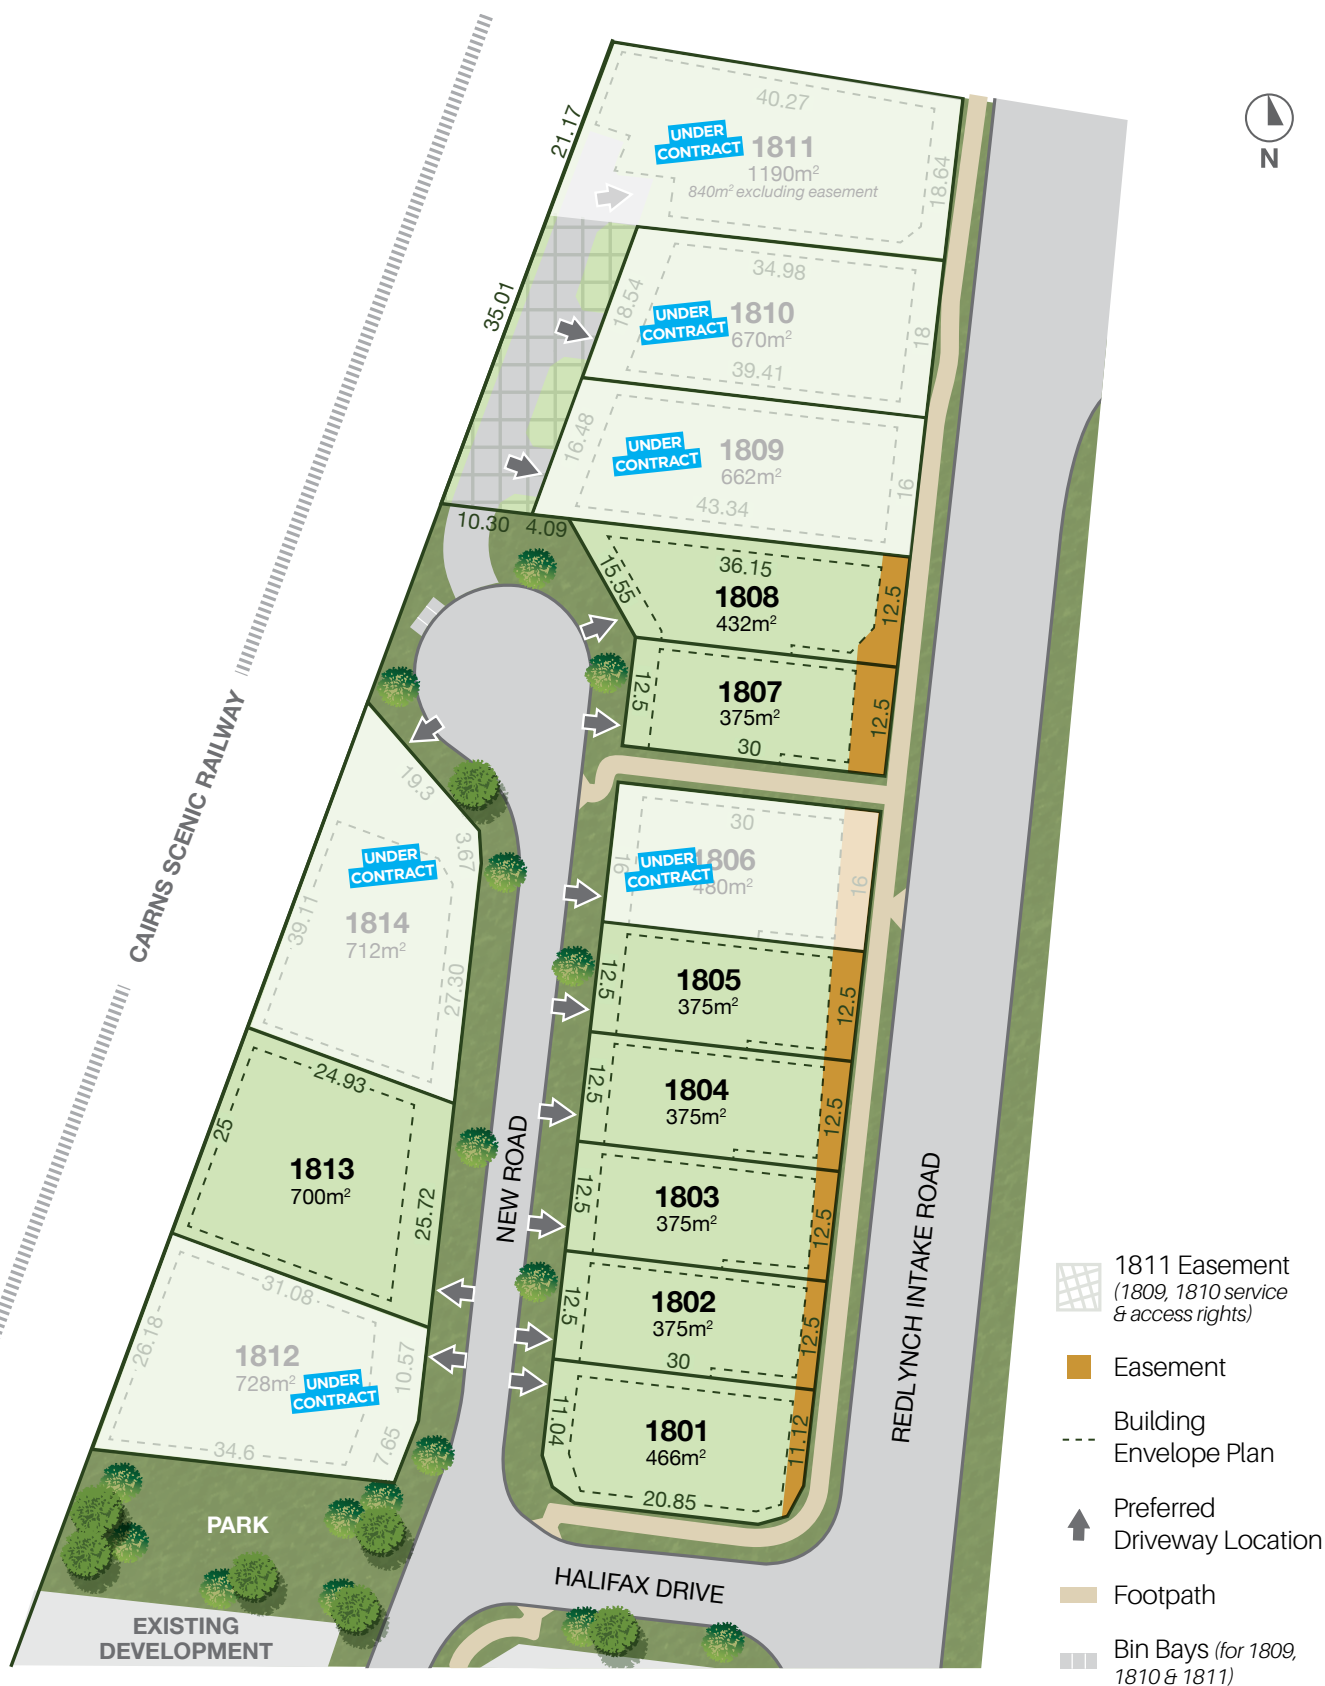 40.27
21.17
UNDER
CONTRACT
1811
1190m²
840m² excluding easement
18.64
N
35.01
34.98
18.54
UNDER
CONTRACT
1810
670m²
18
39.41
16.48
UNDER
CONTRACT
1809
662m²
16
43.34
10.30
4.09
15.55
36.15
1808
432m²
12.5
12.5
1807
375m²
30
12.5
CAIRNS SCENIC RAILWAY
19.3
3.67
UNDER
CONTRACT
39.11
1814
712m²
27.30
30
16
UNDER
CONTRACT
1806
480m²
16
12.5
1805
375m²
12.5
12.5
1804
375m²
12.5
24.93
25
1813
700m²
25.72
NEW ROAD
12.5
1803
375m²
12.5
REDLYNCH INTAKE ROAD
31.08
26.18
1812
728m²
UNDER
CONTRACT
10.57
7.65
34.6
12.5
1802
375m²
30
12.5
11.04
1801
466m²
11.12
20.85
PARK
HALIFAX DRIVE
EXISTING
DEVELOPMENT
1811 Easement
(1809, 1810 service
& access rights)
Easement
Building
Envelope Plan
Preferred
Driveway Location
Footpath
Bin Bays (for 1809,
1810 & 1811)